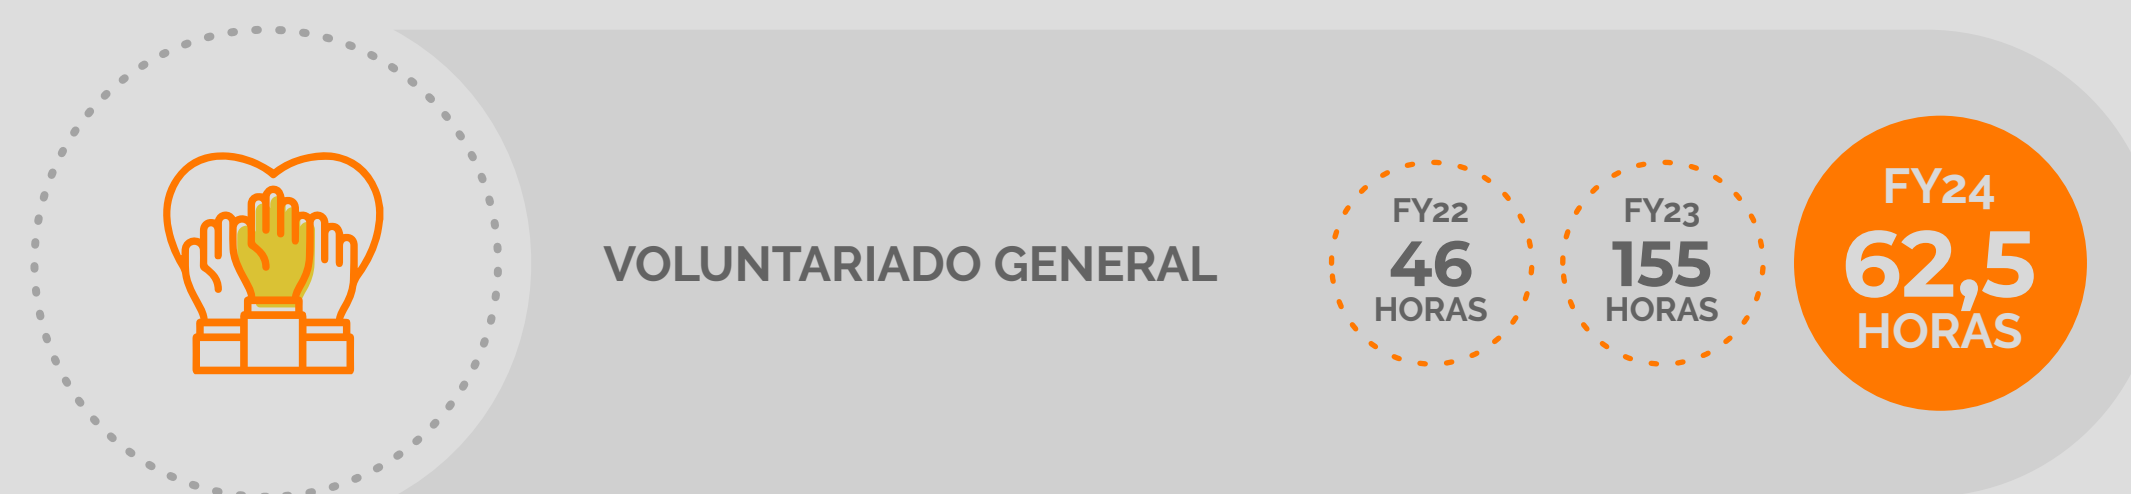 VOLUNTARIADO GENERAL
FY22
46
HORAS
FY23
155
HORAS
FY24
62,5
HORAS